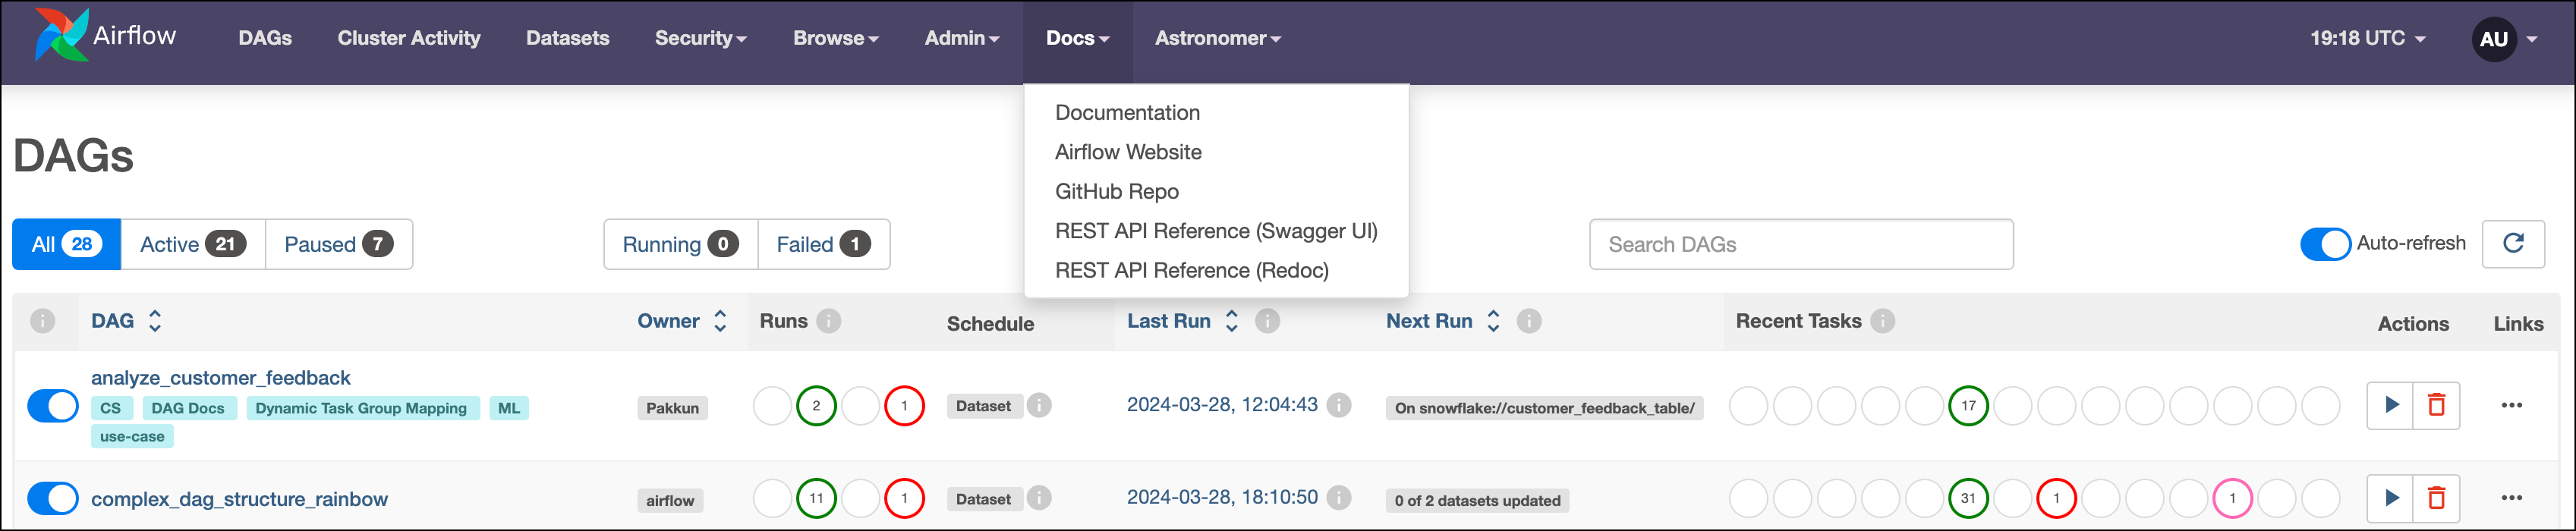 Airflow DAGs Cluster Activity Datasets Security Browse Admin Docs Astronomer 19:18 UTC AU
Documentation
Airflow Website
GitHub Repo
REST API Reference (Swagger UI)
REST API Reference (Redoc)
DAGs
All 28 Active 21 Paused 7 Running 0 Failed 1 Search DAGs Auto-refresh
DAG Owner Runs Schedule Last Run Next Run Recent Tasks Actions Links
analyze_customer_feedback
CS DAG Docs Dynamic Task Group Mapping ML Pakkun 2 1 Dataset 2024-03-28, 12:04:43 On snowflake://customer_feedback_table/ 17
use-case
complex_dag_structure_rainbow airflow 11 1 Dataset 2024-03-28, 18:10:50 0 of 2 datasets updated 31 1 1